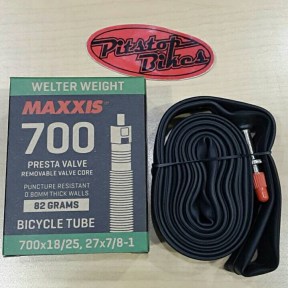 Pitstop
Bikes
WELTER WEIGHT
MAXXIS
700
PRESTA VALVE
REMOVABLE VALVE CORE
PUNCTURE RESISTANT
0.80MM THICK WALLS
82 GRAMS
BICYCLE TUBE
700x18/25, 27x7/8-1